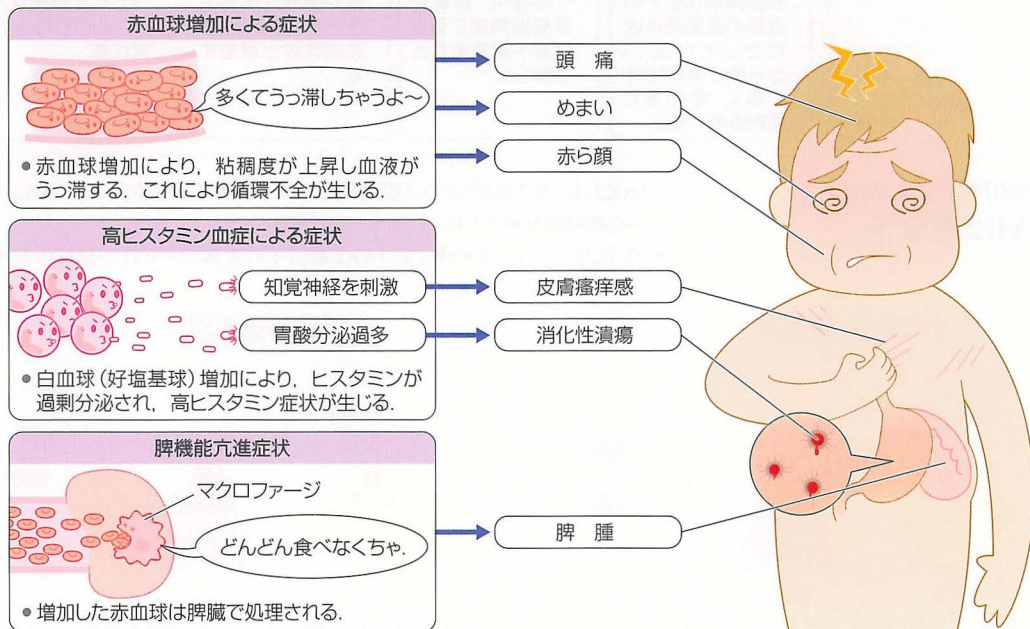 赤血球増加による症状
多くてうっ滞しちゃうよ〜
●赤血球増加により，粘稠度が上昇し血液が
うっ滞する．これにより循環不全が生じる．
頭 痛
めまい
赤ら顔
高ヒスタミン血症による症状
知覚神経を刺激
胃酸分泌過多
●白血球（好塩基球）増加により，ヒスタミンが
過剰分泌され，高ヒスタミン症状が生じる．
皮膚瘙痒感
消化性潰瘍
脾機能亢進症状
マクロファージ
どんどん食べなくちゃ．
●増加した赤血球は脾臓で処理される．
脾 腫